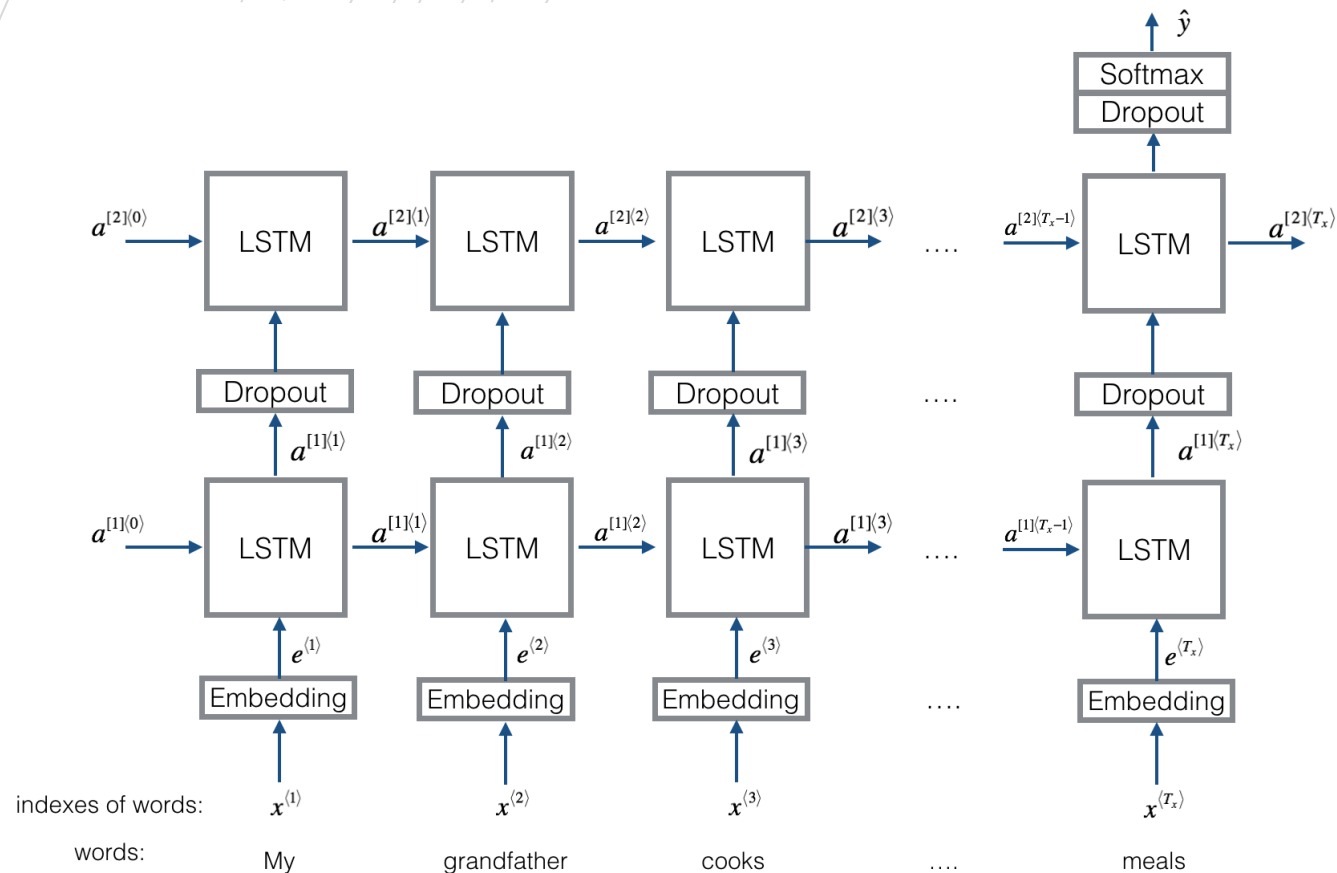 ŷ
Softmax
Dropout
a^[2]⟨0⟩ LSTM a^[2]⟨1⟩ LSTM a^[2]⟨2⟩ LSTM a^[2]⟨3⟩ .... a^[2]⟨T_x−1⟩ LSTM a^[2]⟨T_x⟩
Dropout Dropout Dropout .... Dropout
a^[1]⟨1⟩ a^[1]⟨2⟩ a^[1]⟨3⟩ a^[1]⟨T_x⟩
a^[1]⟨0⟩ LSTM a^[1]⟨1⟩ LSTM a^[1]⟨2⟩ LSTM a^[1]⟨3⟩ .... a^[1]⟨T_x−1⟩ LSTM
e^⟨1⟩ e^⟨2⟩ e^⟨3⟩ e^⟨T_x⟩
Embedding Embedding Embedding .... Embedding
indexes of words: x^⟨1⟩ x^⟨2⟩ x^⟨3⟩ x^⟨T_x⟩
words: My grandfather cooks .... meals